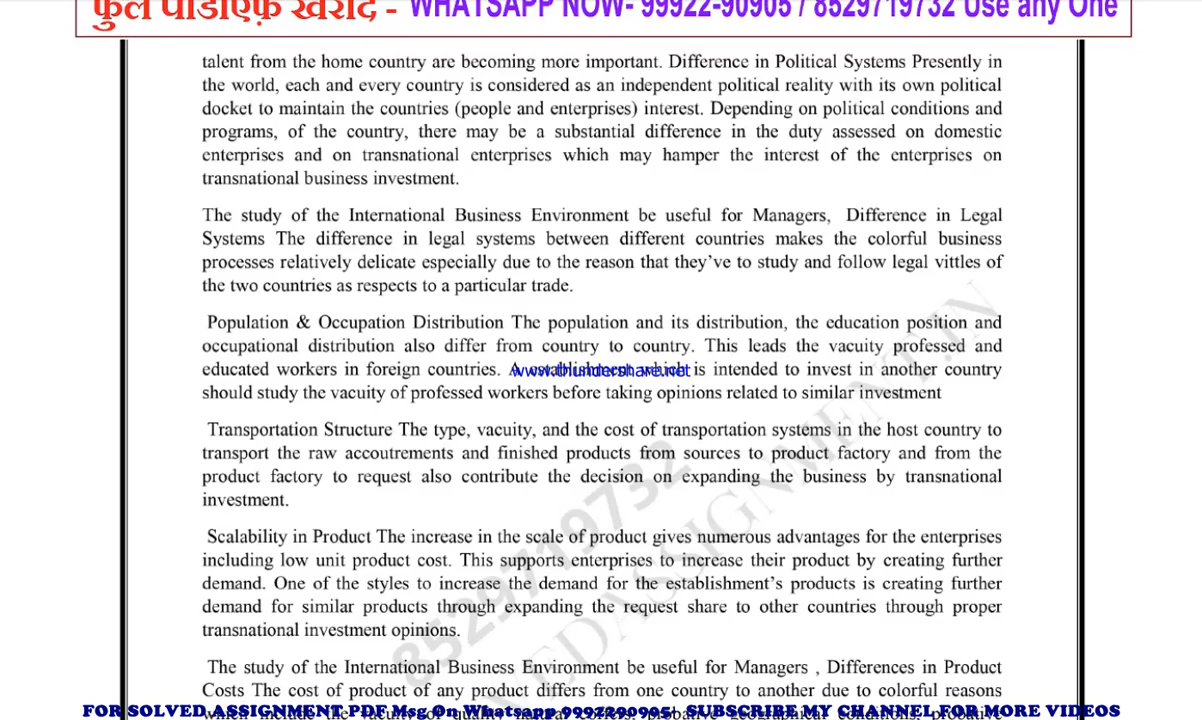 फुल पीडीएफ़ खरीदे - WHATSAPP NOW- 99922-90905 / 8529719732 Use any One
talent from the home country are becoming more important. Difference in Political Systems Presently in
the world, each and every country is considered as an independent political reality with its own political
docket to maintain the countries (people and enterprises) interest. Depending on political conditions and
programs, of the country, there may be a substantial difference in the duty assessed on domestic
enterprises and on transnational enterprises which may hamper the interest of the enterprises on
transnational business investment.
The study of the International Business Environment be useful for Managers, Difference in Legal
Systems The difference in legal systems between different countries makes the colorful business
processes relatively delicate especially due to the reason that they've to study and follow legal vittles of
the two countries as respects to a particular trade.
Population & Occupation Distribution The population and its distribution, the education position and
occupational distribution also differ from country to country. This leads the vacuity professed and
educated workers in foreign countries. A establishment which is intended to invest in another country
www.thundershare.net
should study the vacuity of professed workers before taking opinions related to similar investment
Transportation Structure The type, vacuity, and the cost of transportation systems in the host country to
transport the raw accoutrements and finished products from sources to product factory and from the
product factory to request also contribute the decision on expanding the business by transnational
investment.
Scalability in Product The increase in the scale of product gives numerous advantages for the enterprises
including low unit product cost. This supports enterprises to increase their product by creating further
demand. One of the styles to increase the demand for the establishment's products is creating further
demand for similar products through expanding the request share to other countries through proper
transnational investment opinions.
8529719732
The study of the International Business Environment be useful for Managers , Differences in Product
Costs The cost of product of any product differs from one country to another due to colorful reasons
FOR SOLVED ASSIGNMENT PDF Msg On Whatsapp 9992290905! SUBSCRIBE MY CHANNEL FOR MORE VIDEOS